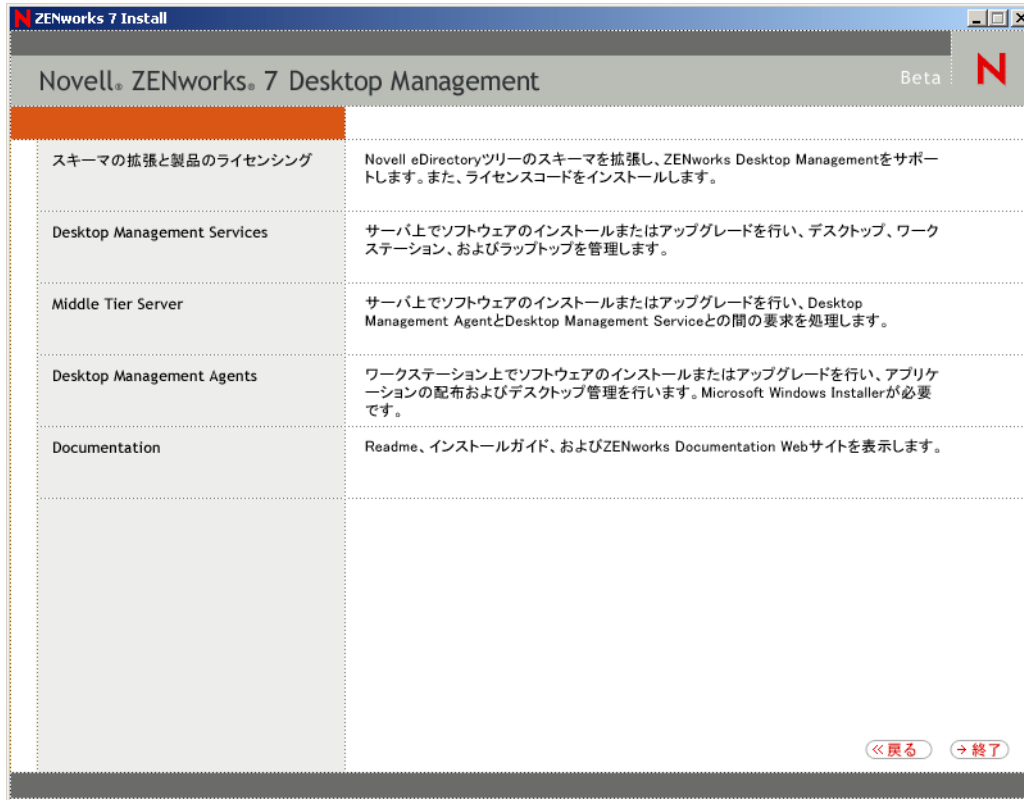 ZENworks 7 Install
Novell® ZENworks® 7 Desktop Management
Beta
N
スキーマの拡張と製品のライセンシング
Novell eDirectoryツリーのスキーマを拡張し、ZENworks Desktop Managementをサポー
トします。また、ライセンスコードをインストールします。
Desktop Management Services
サーバ上でソフトウェアのインストールまたはアップグレードを行い、デスクトップ、ワーク
ステーション、およびラップトップを管理します。
Middle Tier Server
サーバ上でソフトウェアのインストールまたはアップグレードを行い、Desktop
Management AgentとDesktop Management Serviceとの間の要求を処理します。
Desktop Management Agents
ワークステーション上でソフトウェアのインストールまたはアップグレードを行い、アプリケ
ーションの配布およびデスクトップ管理を行います。Microsoft Windows Installerが必要
です。
Documentation
Readme、インストールガイド、およびZENworks Documentation Webサイトを表示します。
≪戻る
→終了